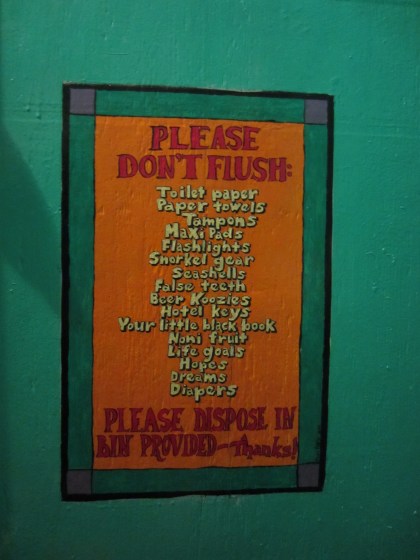 PLEASE
DON'T FLUSH:
Toilet paper
Paper towels
Tampons
Maxi Pads
Flashlights
Snorkel gear
Seashells
False teeth
Beer Koozies
Hotel keys
Your little black book
Noni fruit
Life goals
Hopes
Dreams
Diapers
PLEASE DISPOSE IN
BIN PROVIDED—Thanks!